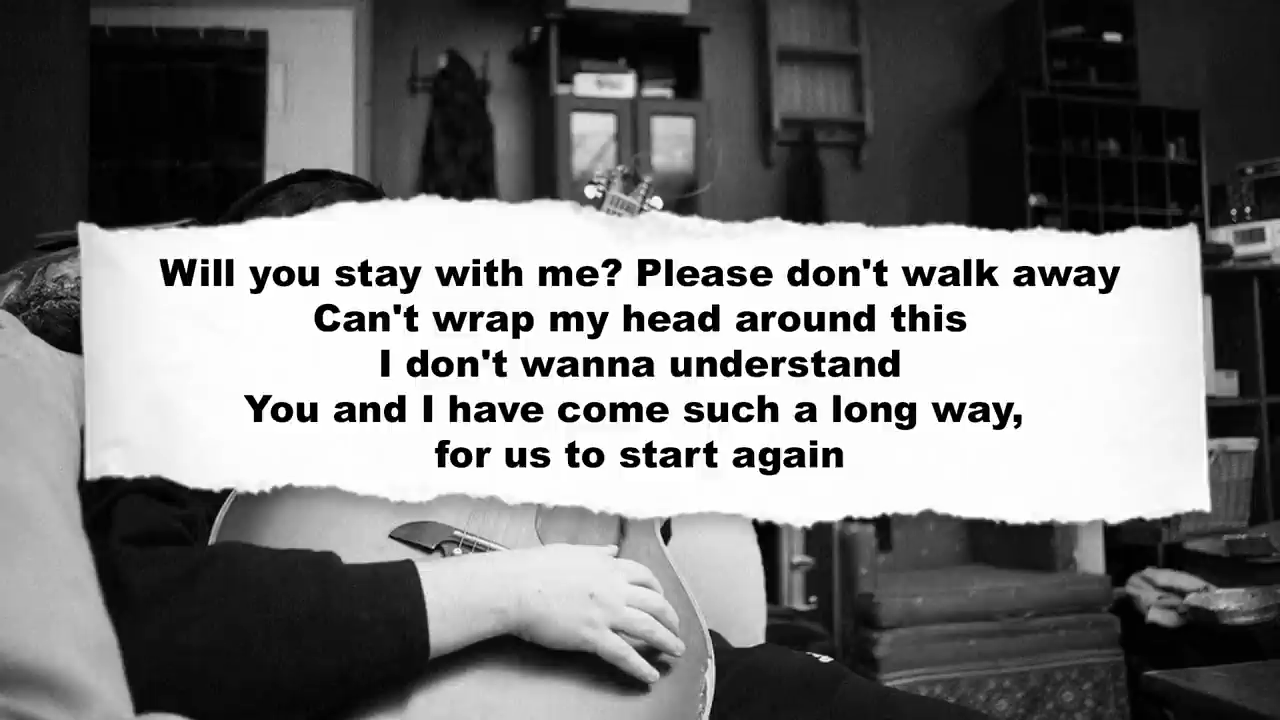 Will you stay with me? Please don't walk away
Can't wrap my head around this
I don't wanna understand
You and I have come such a long way,
for us to start again